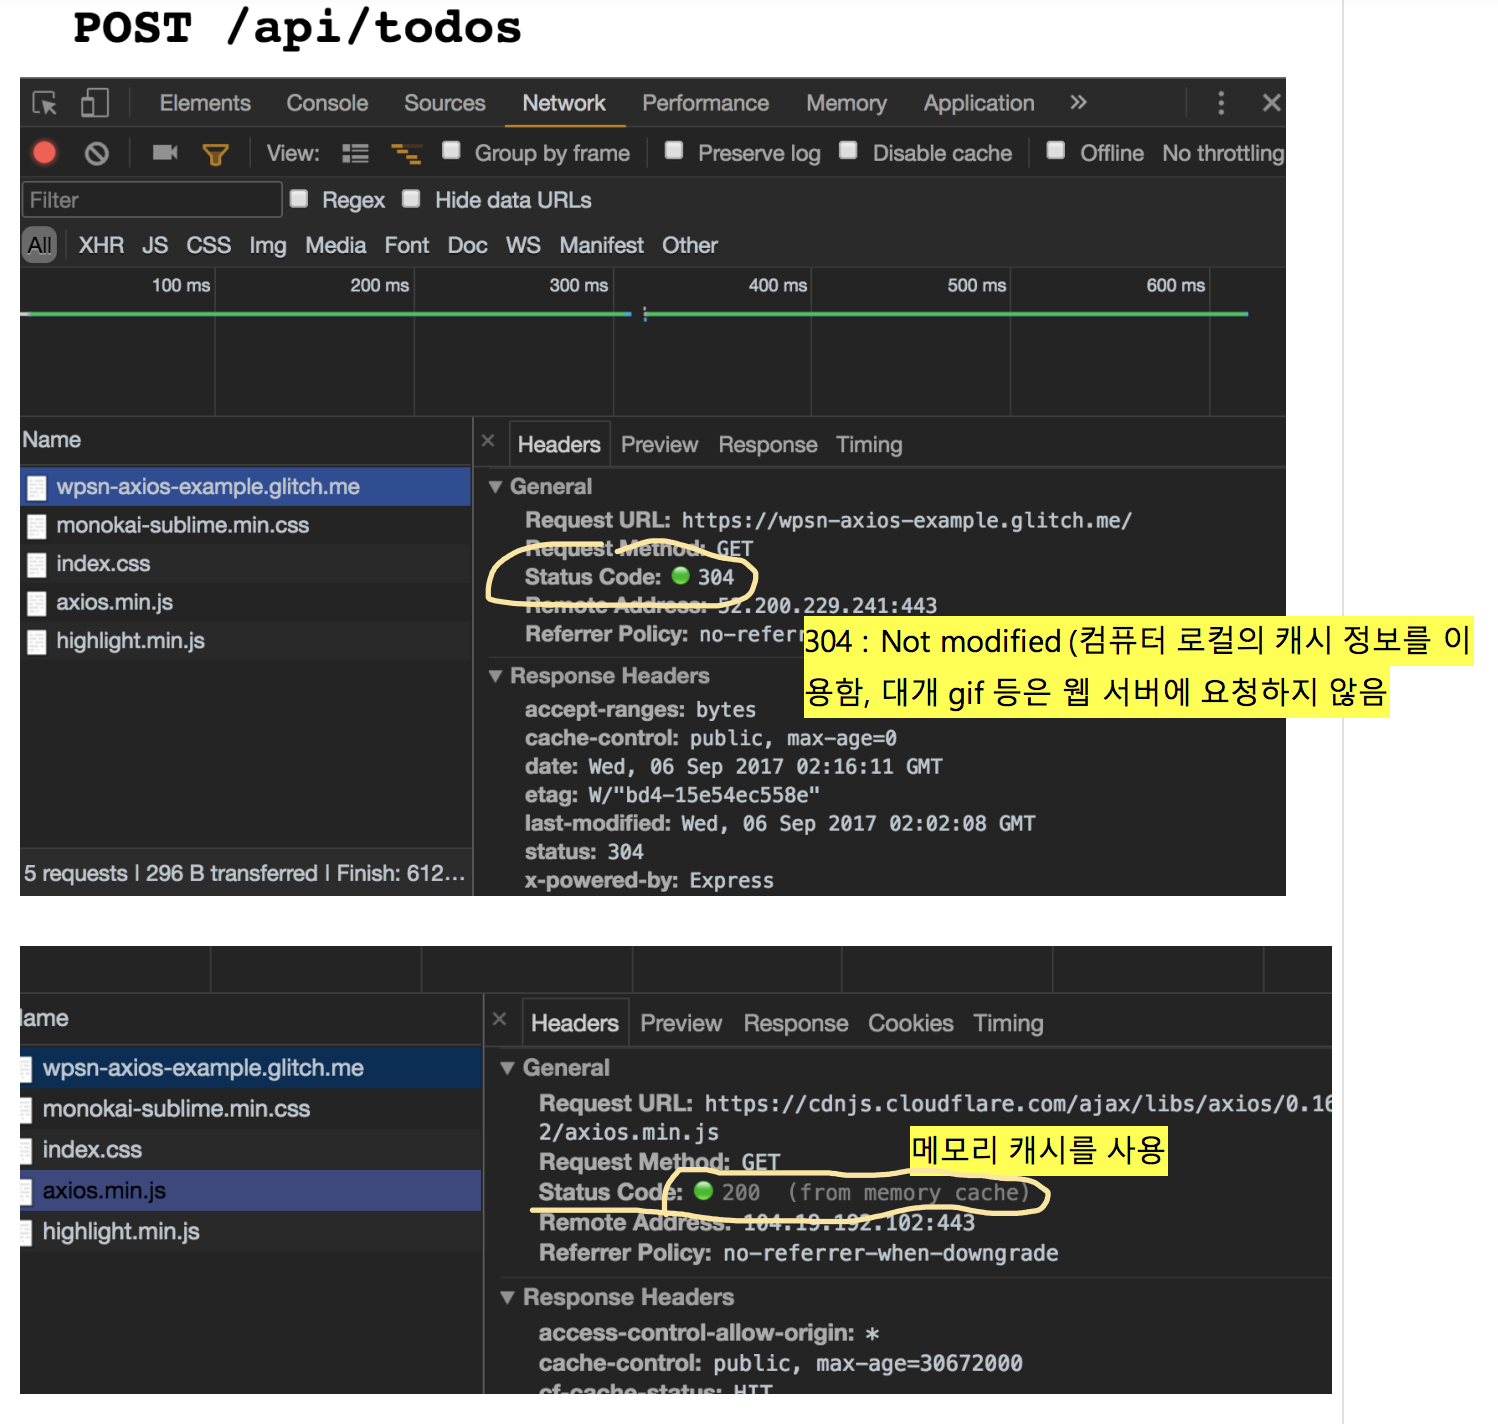 POST /api/todos
Elements Console Sources Network Performance Memory Application »
View: Group by frame Preserve log Disable cache Offline No throttling
Filter Regex Hide data URLs
All XHR JS CSS Img Media Font Doc WS Manifest Other
100 ms 200 ms 300 ms 400 ms 500 ms 600 ms
Name
wpsn-axios-example.glitch.me
monokai-sublime.min.css
index.css
axios.min.js
highlight.min.js
5 requests | 296 B transferred | Finish: 612...
Headers Preview Response Timing
General
Request URL: https://wpsn-axios-example.glitch.me/
Request Method: GET
Status Code: 304
Remote Address: 52.200.229.241:443
Referrer Policy: no-referr
304 : Not modified (컴퓨터 로컬의 캐시 정보를 이
용함, 대개 gif 등은 웹 서버에 요청하지 않음
Response Headers
accept-ranges: bytes
cache-control: public, max-age=0
date: Wed, 06 Sep 2017 02:16:11 GMT
etag: W/"bd4-15e54ec558e"
last-modified: Wed, 06 Sep 2017 02:02:08 GMT
status: 304
x-powered-by: Express
lame
wpsn-axios-example.glitch.me
monokai-sublime.min.css
index.css
axios.min.js
highlight.min.js
Headers Preview Response Cookies Timing
General
Request URL: https://cdnjs.cloudflare.com/ajax/libs/axios/0.16
2/axios.min.js
메모리 캐시를 사용
Request Method: GET
Status Code: 200 (from memory cache)
Remote Address: 104.19.192.102:443
Referrer Policy: no-referrer-when-downgrade
Response Headers
access-control-allow-origin: *
cache-control: public, max-age=30672000
cf-cache-status: HIT